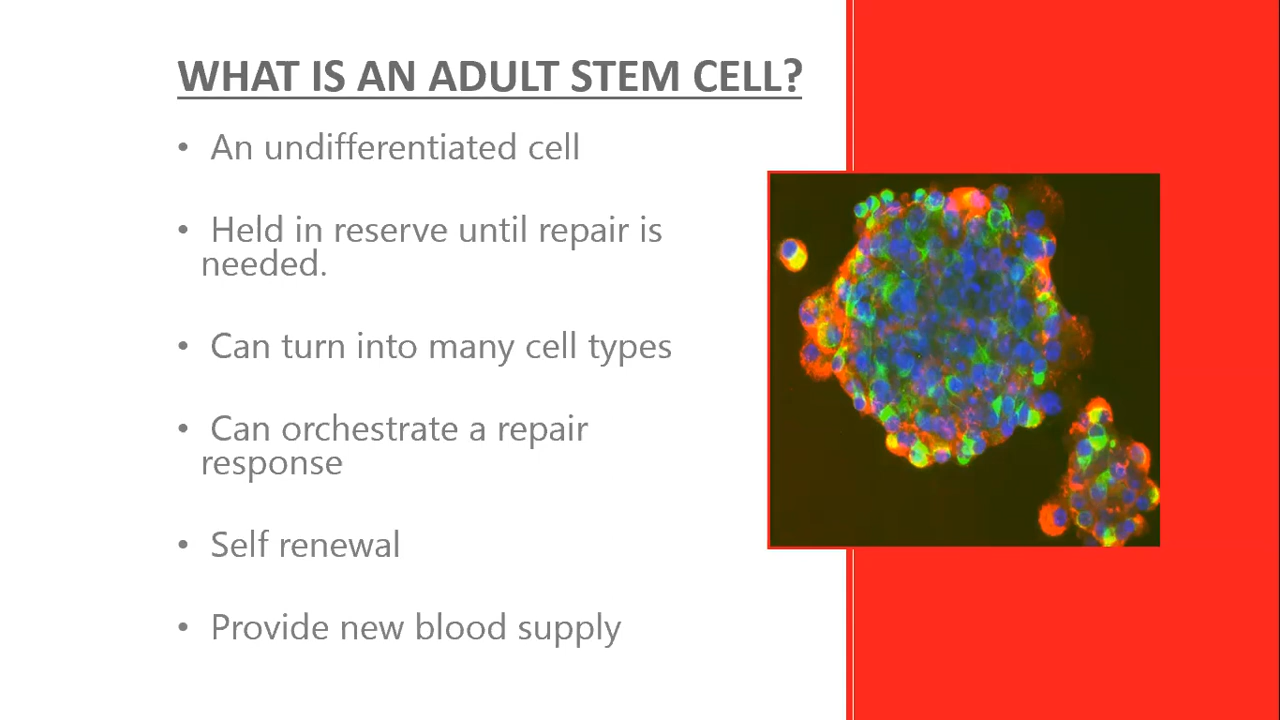 WHAT IS AN ADULT STEM CELL?
• An undifferentiated cell
• Held in reserve until repair is
needed.
• Can turn into many cell types
• Can orchestrate a repair
response
• Self renewal
• Provide new blood supply